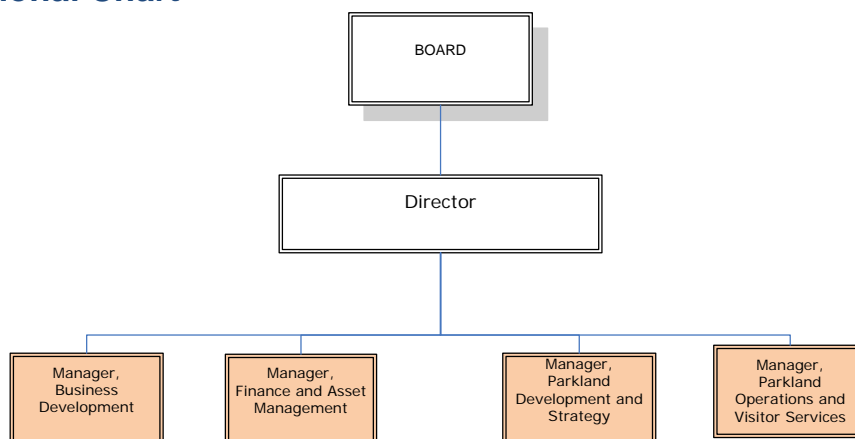 BOARD
Director
Manager,
Business
Development
Manager,
Finance and Asset
Management
Manager,
Parkland
Development and
Strategy
Manager,
Parkland
Operations and
Visitor Services